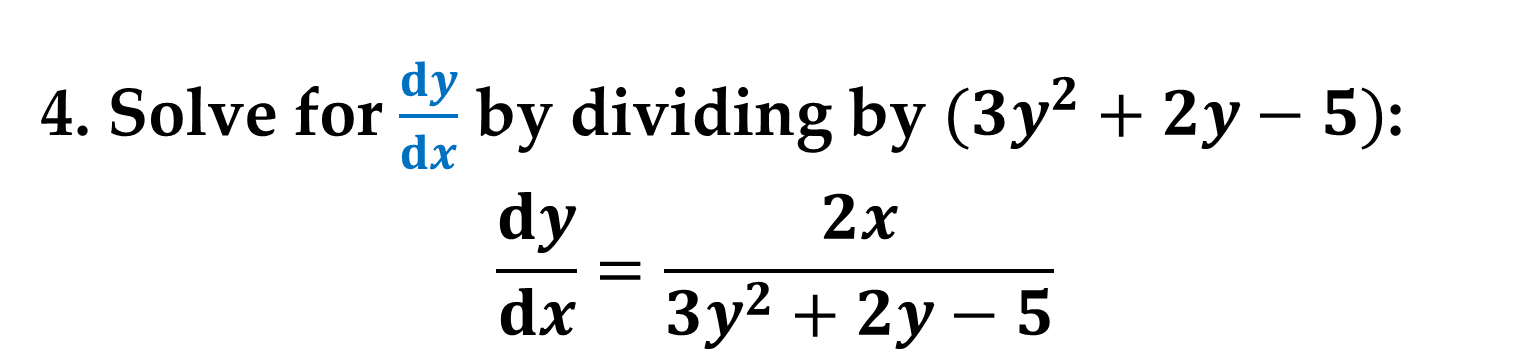 4. Solve for dy/dx by dividing by (3y² + 2y − 5):
dy/dx = 2x/(3y² + 2y − 5)